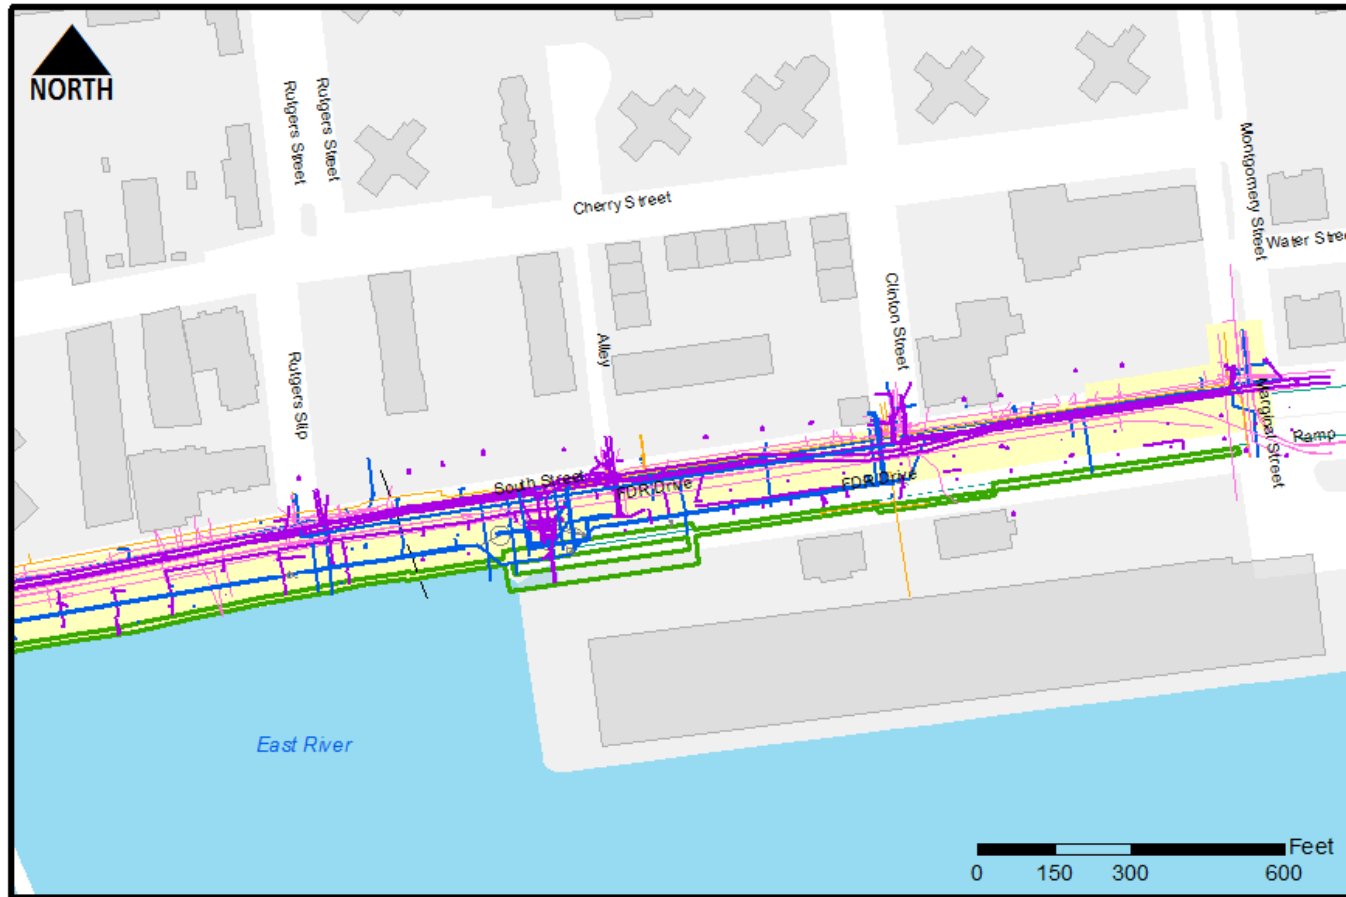 NORTH
Rutgers Street
Rutgers Street
Montgomery Street
Cherry Street
Water Stree
Clinton Street
Alley
Rutgers Slip
Marginal Street
Ramp
South Street
FDR Drive
FDR Drive
East River
Feet
0 150 300 600